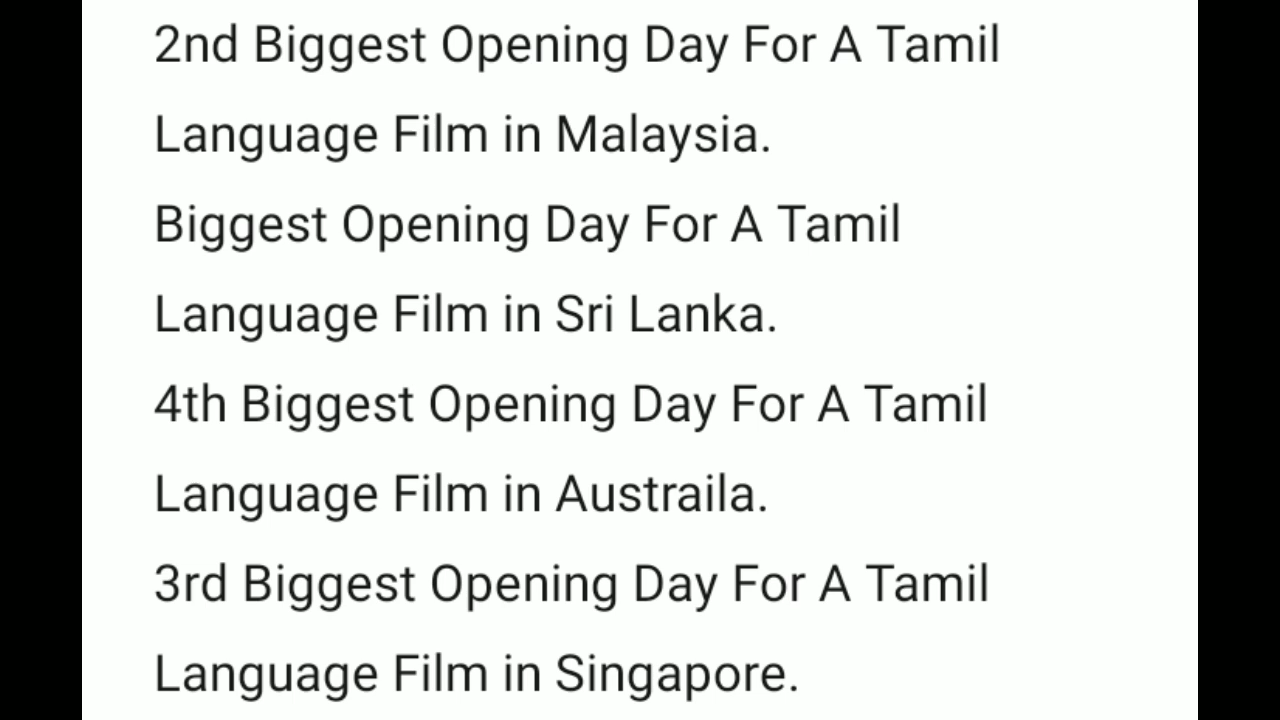 2nd Biggest Opening Day For A Tamil
Language Film in Malaysia.
Biggest Opening Day For A Tamil
Language Film in Sri Lanka.
4th Biggest Opening Day For A Tamil
Language Film in Austraila.
3rd Biggest Opening Day For A Tamil
Language Film in Singapore.